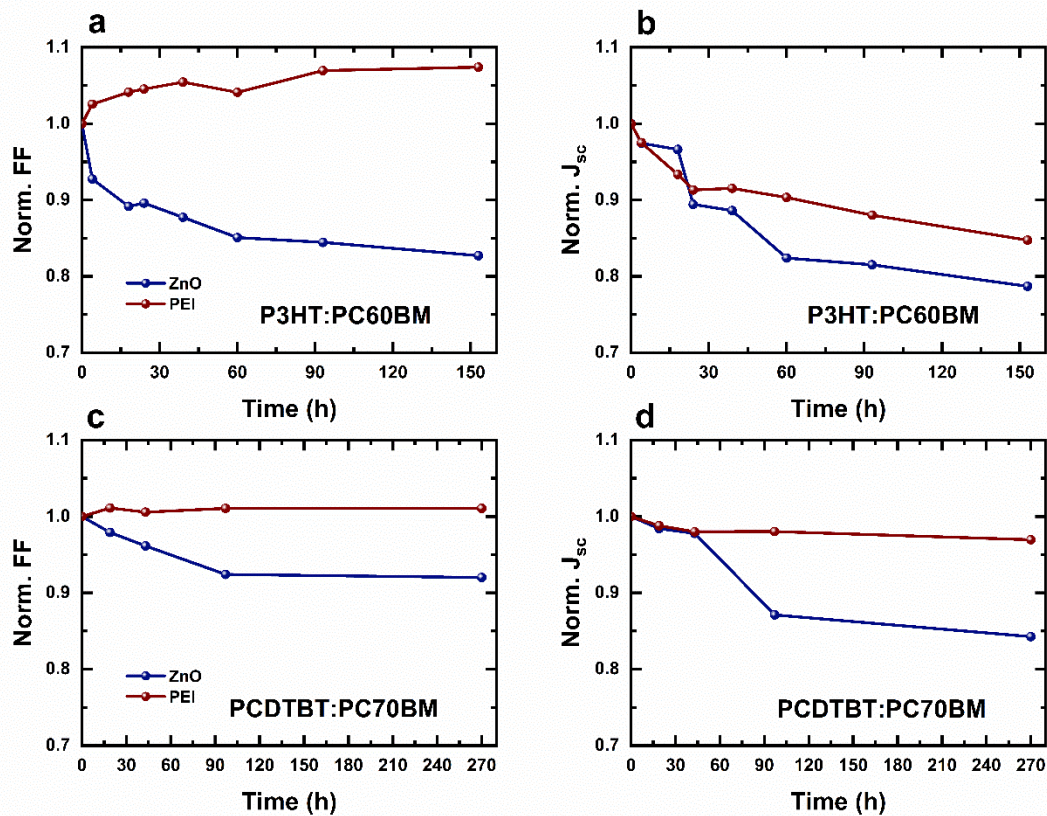 a
1.1
1.0
0.9
0.8
0.7
Norm. FF
ZnO
PEI
P3HT:PC60BM
0 30 60 90 120 150
Time (h)
b
1.1
1.0
0.9
0.8
0.7
Norm. Jsc
P3HT:PC60BM
0 30 60 90 120 150
Time (h)
c
1.1
1.0
0.9
0.8
0.7
Norm. FF
ZnO
PEI
PCDTBT:PC70BM
0 30 60 90 120 150 180 210 240 270
Time (h)
d
1.1
1.0
0.9
0.8
0.7
Norm. Jsc
PCDTBT:PC70BM
0 30 60 90 120 150 180 210 240 270
Time (h)